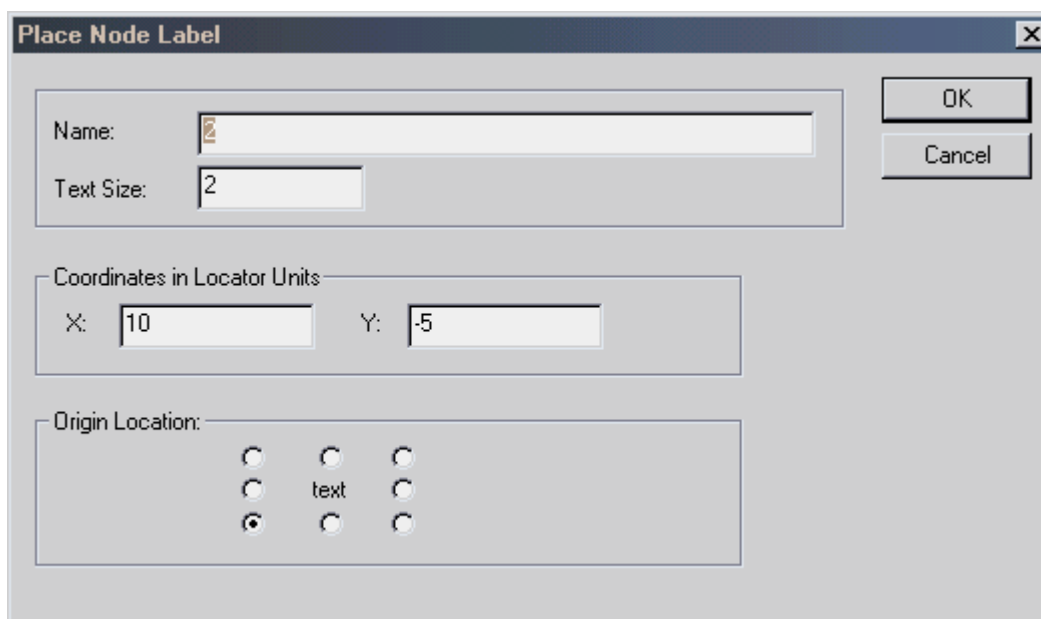 Place Node Label
OK
Name: 2
Cancel
Text Size: 2
Coordinates in Locator Units
X: 10 Y: -5
Origin Location:
text